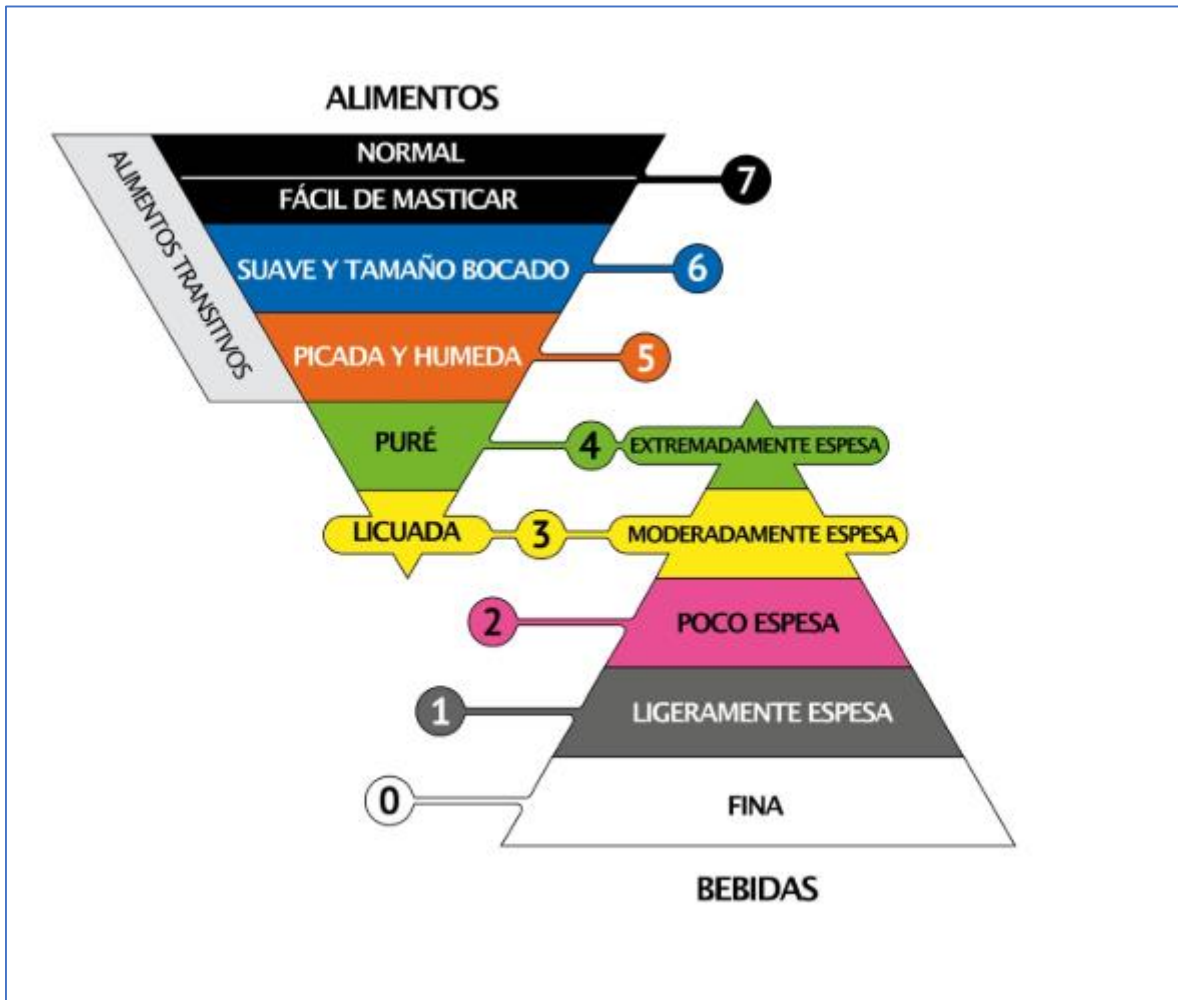 ALIMENTOS
ALIMENTOS TRANSITIVOS
NORMAL
7
FÁCIL DE MASTICAR
SUAVE Y TAMAÑO BOCADO
6
PICADA Y HUMEDA
5
PURÉ
4
EXTREMADAMENTE ESPESA
LICUADA
3
MODERADAMENTE ESPESA
2
POCO ESPESA
1
LIGERAMENTE ESPESA
0
FINA
BEBIDAS